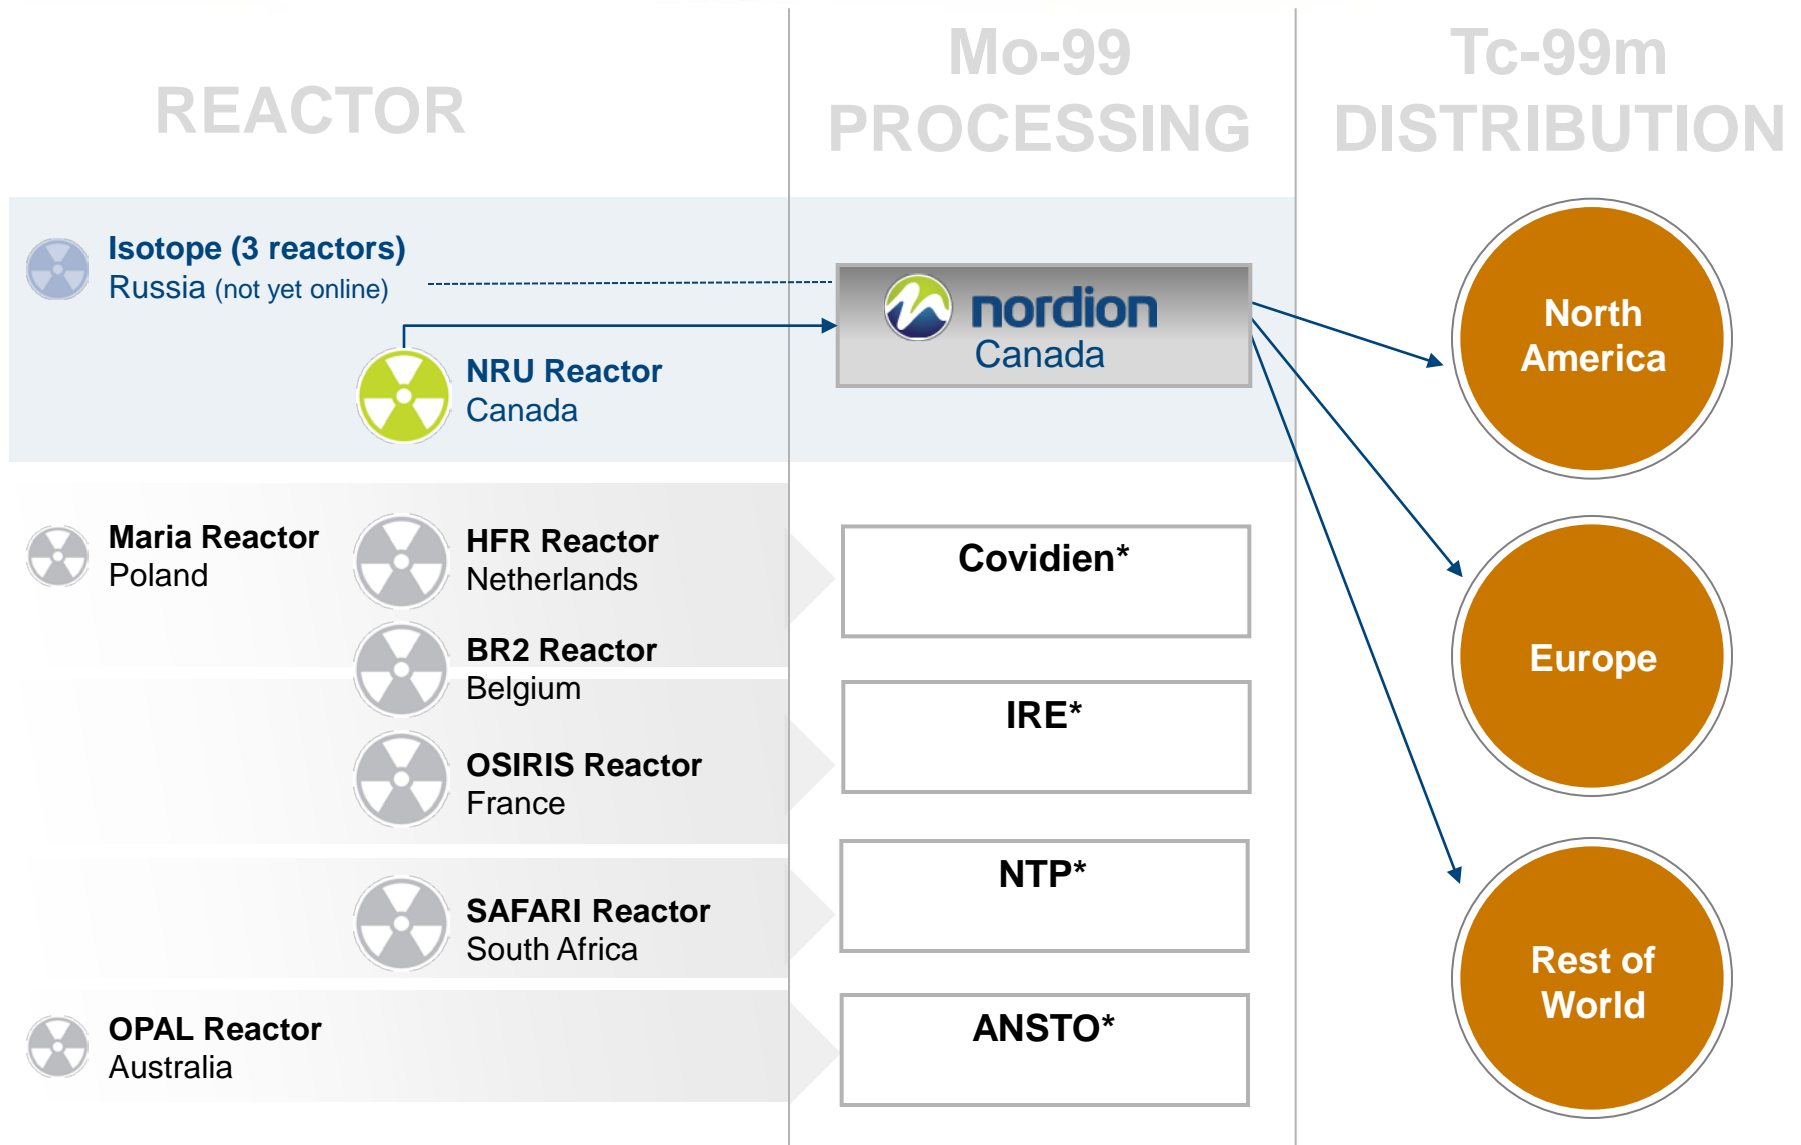 REACTOR
Mo-99
PROCESSING
Tc-99m
DISTRIBUTION
Isotope (3 reactors)
Russia (not yet online)
NRU Reactor
Canada
nordion
Canada
North
America
Maria Reactor
Poland
HFR Reactor
Netherlands
Covidien*
BR2 Reactor
Belgium
Europe
IRE*
OSIRIS Reactor
France
NTP*
SAFARI Reactor
South Africa
Rest of
World
OPAL Reactor
Australia
ANSTO*